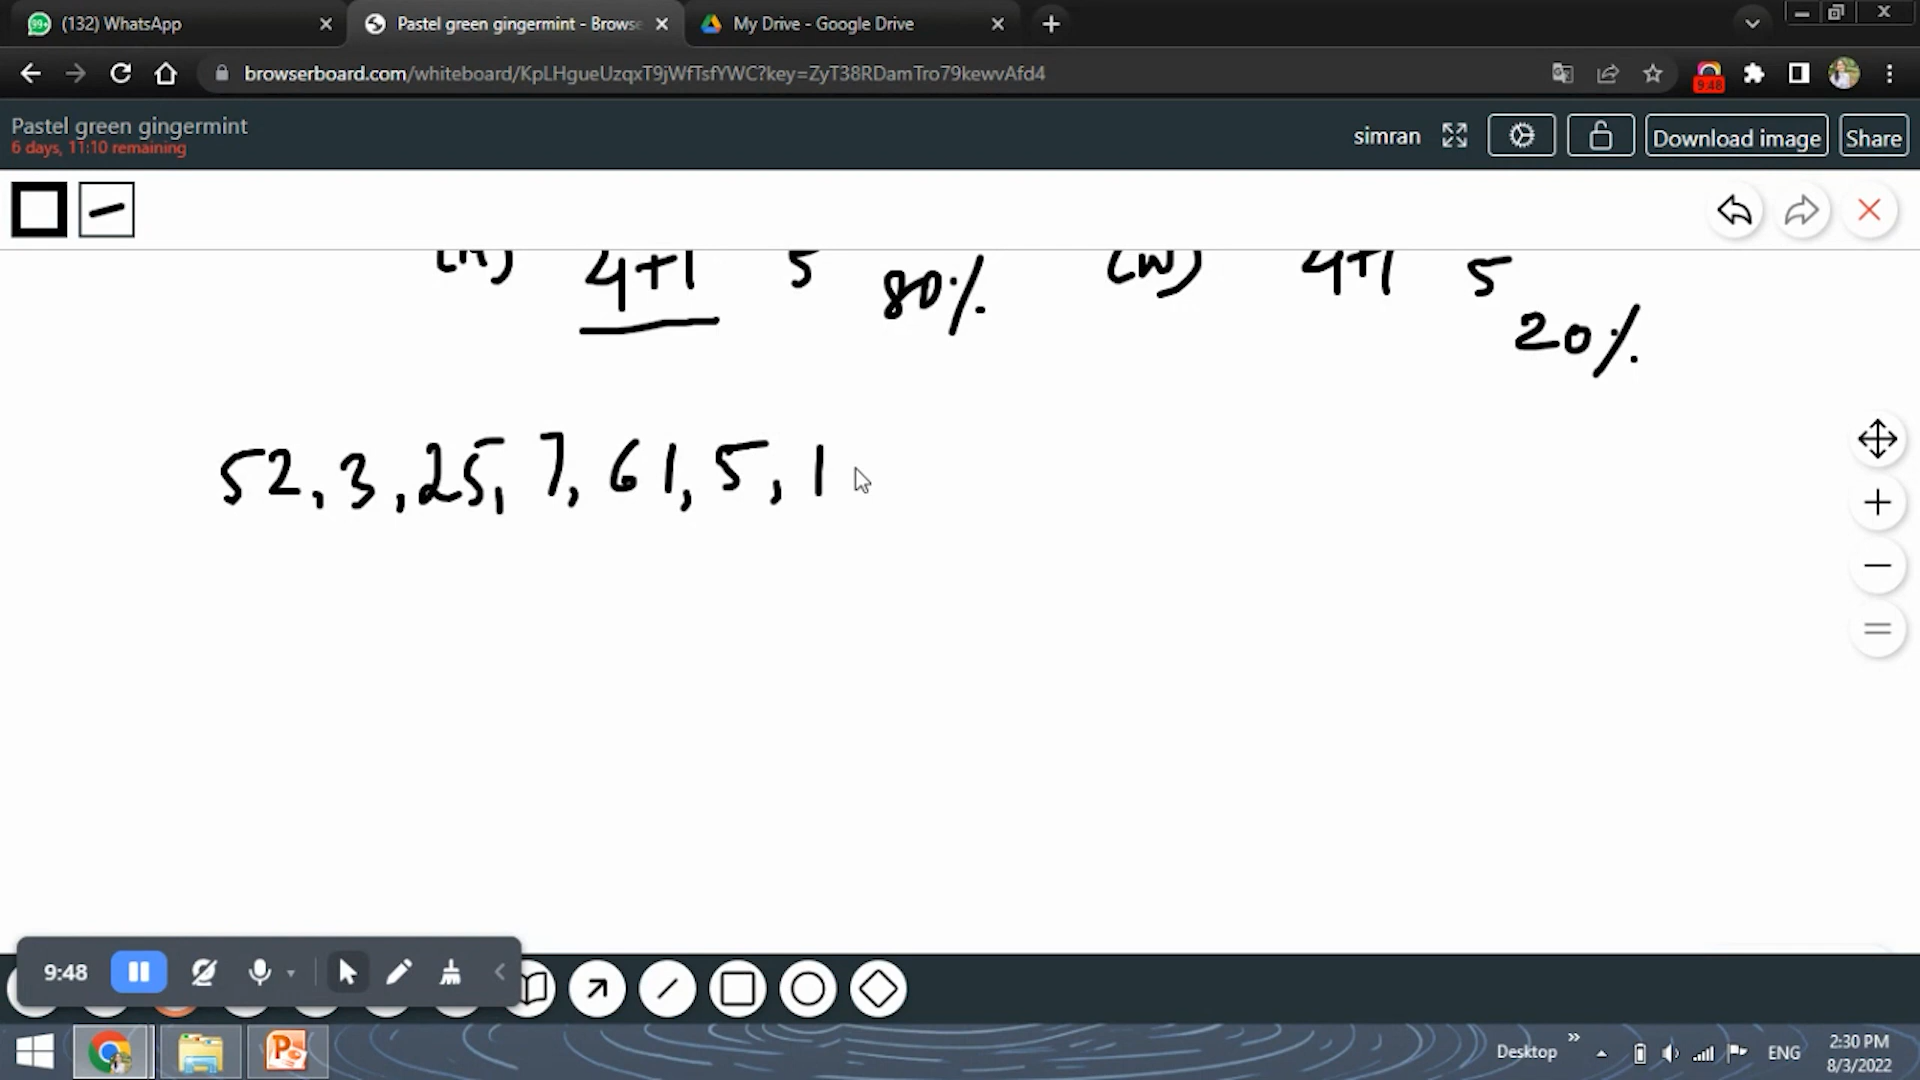 (132) WhatsApp
Pastel green gingermint - Browse
My Drive - Google Drive
browserboard.com/whiteboard/KpLHgueUzqxT9jWfTsfYWC?key=ZyT38RDamTro79kewvAfd4
9:48
Pastel green gingermint
6 days, 11:10 remaining
simran
Download image
Share
4+1 5 80% (W) 4+1 5
20%
52, 3, 25, 7, 61, 5, 1
9:48
Desktop
ENG
2:30 PM
8/3/2022